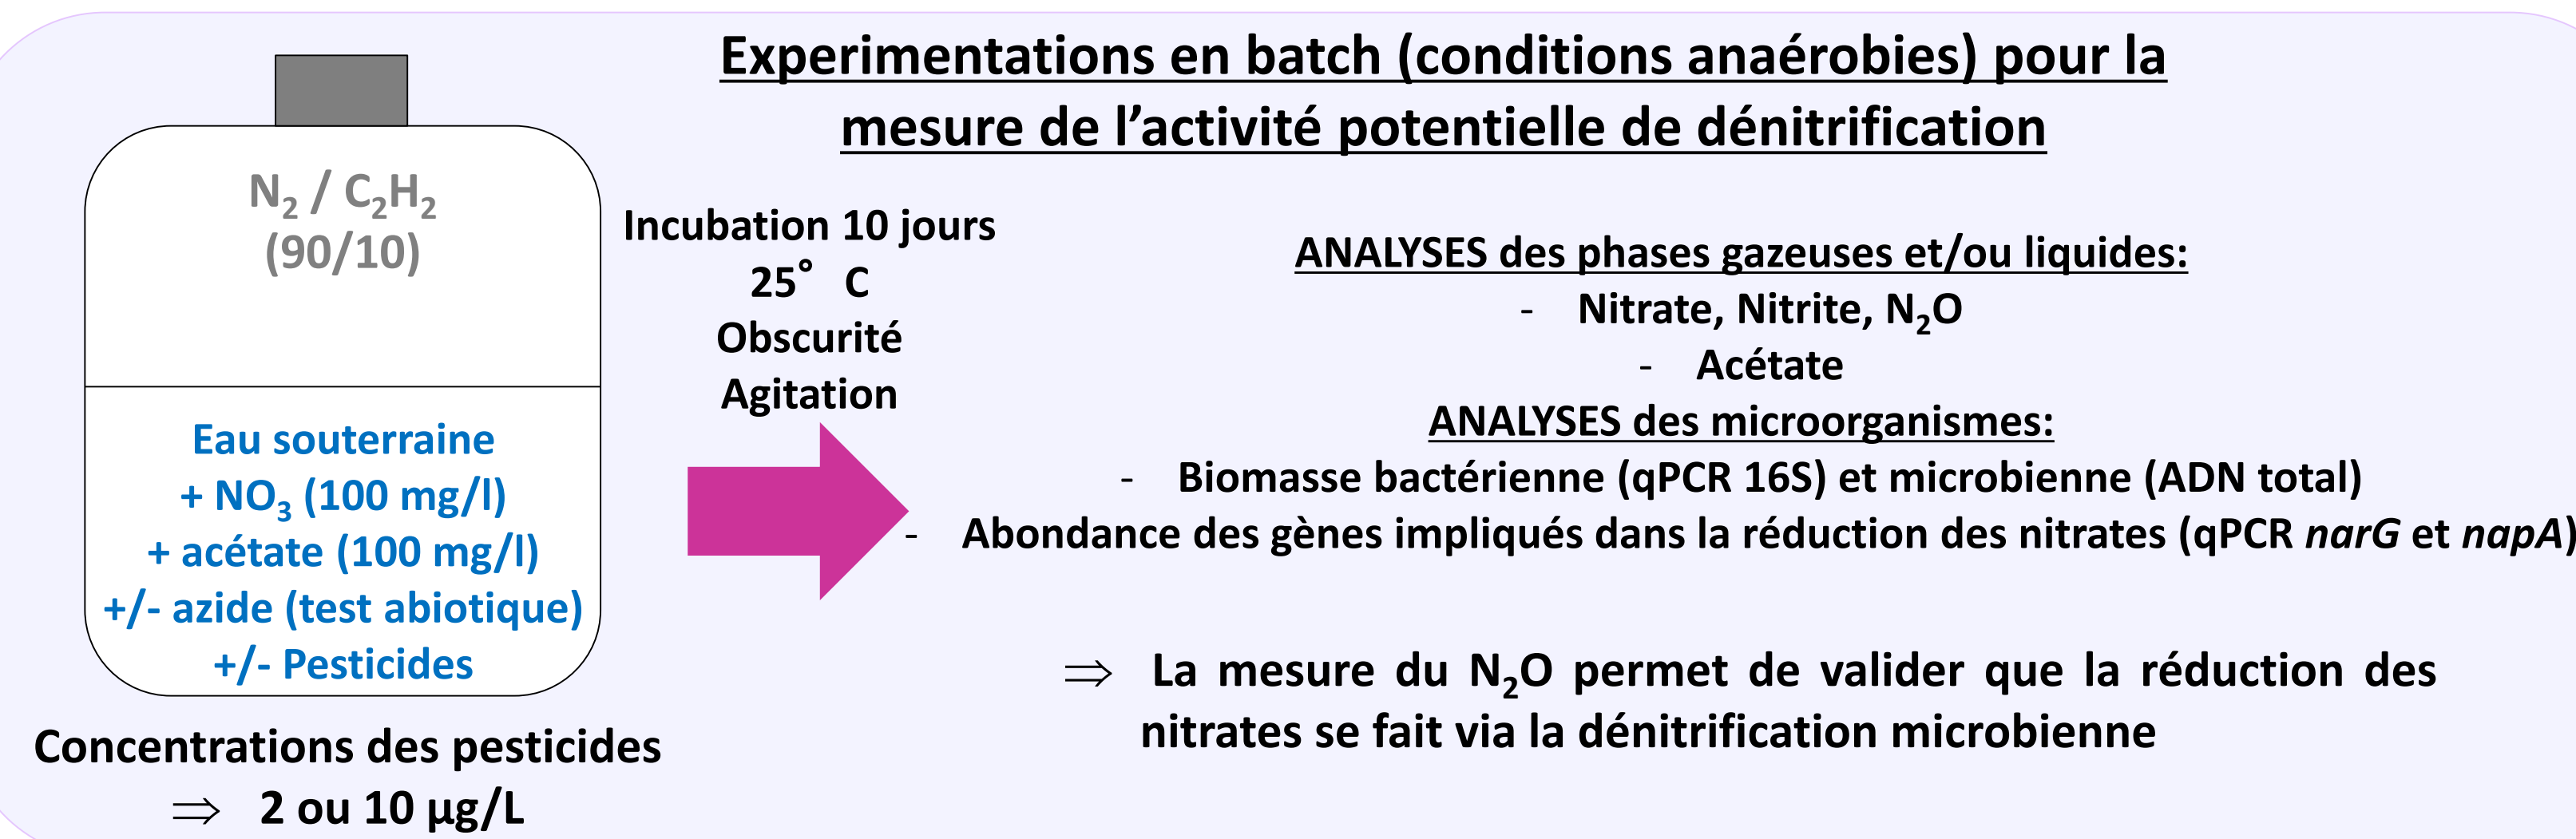 Experimentations en batch (conditions anaérobies) pour la
mesure de l’activité potentielle de dénitrification
N₂ / C₂H₂
(90/10)
Eau souterraine
+ NO₃ (100 mg/l)
+ acétate (100 mg/l)
+/- azide (test abiotique)
+/- Pesticides
Concentrations des pesticides
⇒ 2 ou 10 µg/L
Incubation 10 jours
25° C
Obscurité
Agitation
ANALYSES des phases gazeuses et/ou liquides:
- Nitrate, Nitrite, N₂O
- Acétate
ANALYSES des microorganismes:
- Biomasse bactérienne (qPCR 16S) et microbienne (ADN total)
- Abondance des gènes impliqués dans la réduction des nitrates (qPCR narG et napA)
⇒ La mesure du N₂O permet de valider que la réduction des
nitrates se fait via la dénitrification microbienne